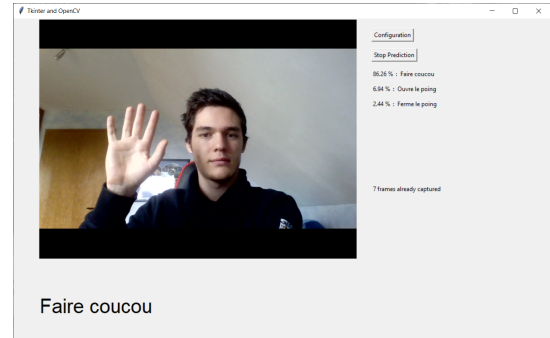 Tkinter and OpenCV
Configuration
Stop Prediction
86.26 % : Faire coucou
6.94 % : Ouvre le poing
2.44 % : Ferme le poing
7 frames already captured
Faire coucou